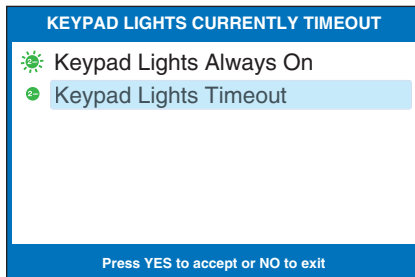 KEYPAD LIGHTS CURRENTLY TIMEOUT
Keypad Lights Always On
Keypad Lights Timeout
Press YES to accept or NO to exit